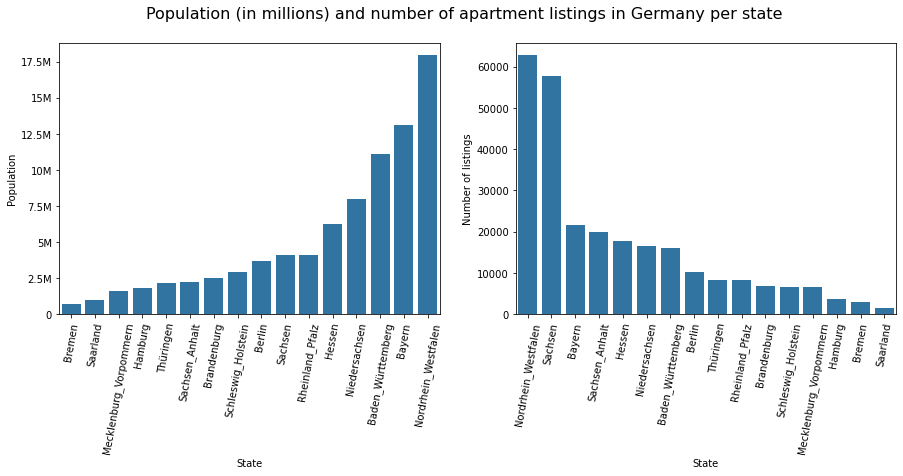 Population (in millions) and number of apartment listings in Germany per state
17.5M
15M
12.5M
10M
7.5M
5M
2.5M
0
Population
Bremen
Saarland
Mecklenburg_Vorpommern
Hamburg
Thüringen
Sachsen_Anhalt
Brandenburg
Schleswig_Holstein
Berlin
Sachsen
Rheinland_Pfalz
Hessen
Niedersachsen
Baden_Württemberg
Bayern
Nordrhein_Westfalen
State
60000
50000
40000
30000
20000
10000
0
Number of listings
Nordrhein_Westfalen
Sachsen
Bayern
Sachsen_Anhalt
Hessen
Niedersachsen
Baden_Württemberg
Berlin
Thüringen
Rheinland_Pfalz
Brandenburg
Schleswig_Holstein
Mecklenburg_Vorpommern
Hamburg
Bremen
Saarland
State